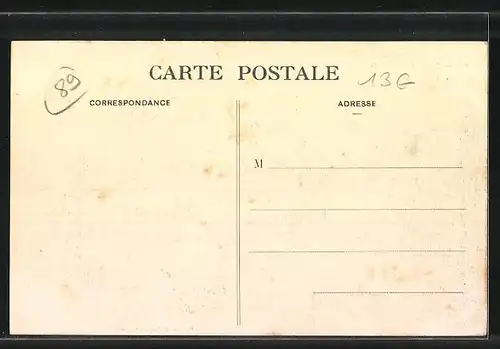 CARTE POSTALE
89
13G
CORRESPONDANCE
ADRESSE
M